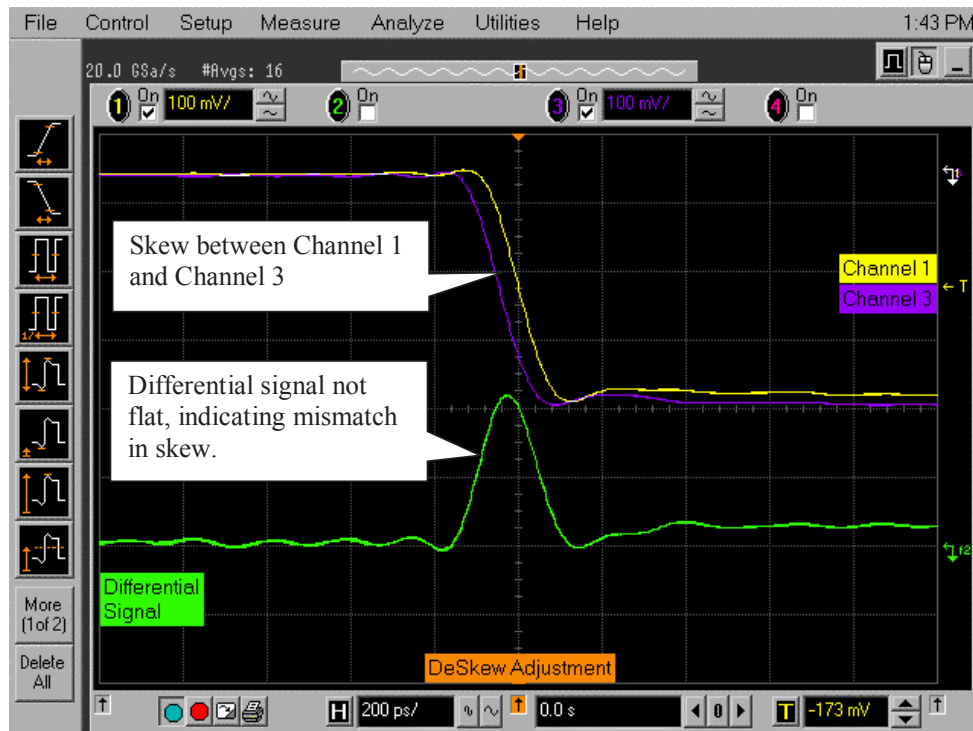 File Control Setup Measure Analyze Utilities Help 1:43 PM
20.0 GSa/s #Avgs: 16
1 On 100 mV/ 2 On 3 On 100 mV/ 4 On
Skew between Channel 1
and Channel 3
Channel 1
T
Channel 3
Differential signal not
flat, indicating mismatch
in skew.
f2
Differential
Signal
More
(1 of 2)
Delete
All
DeSkew Adjustment
H 200 ps/ 0.0 s 0 T -173 mV